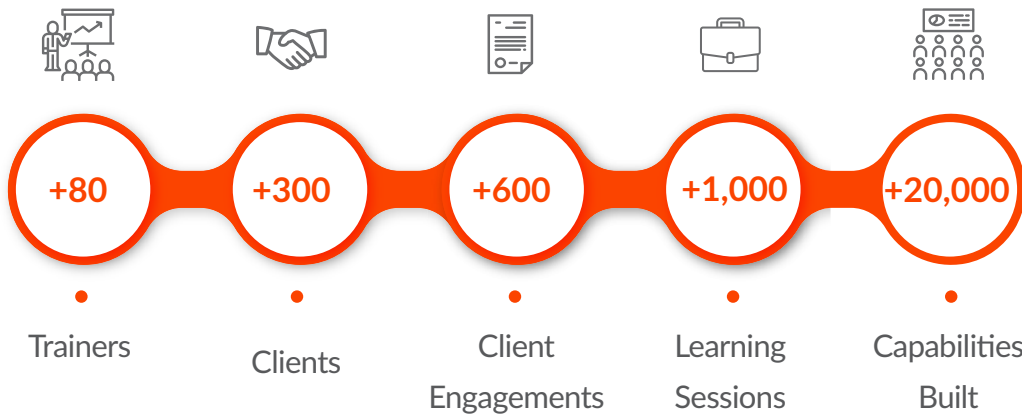 +80
+300
+600
+1,000
+20,000
Trainers
Clients
Client
Engagements
Learning
Sessions
Capabilities
Built